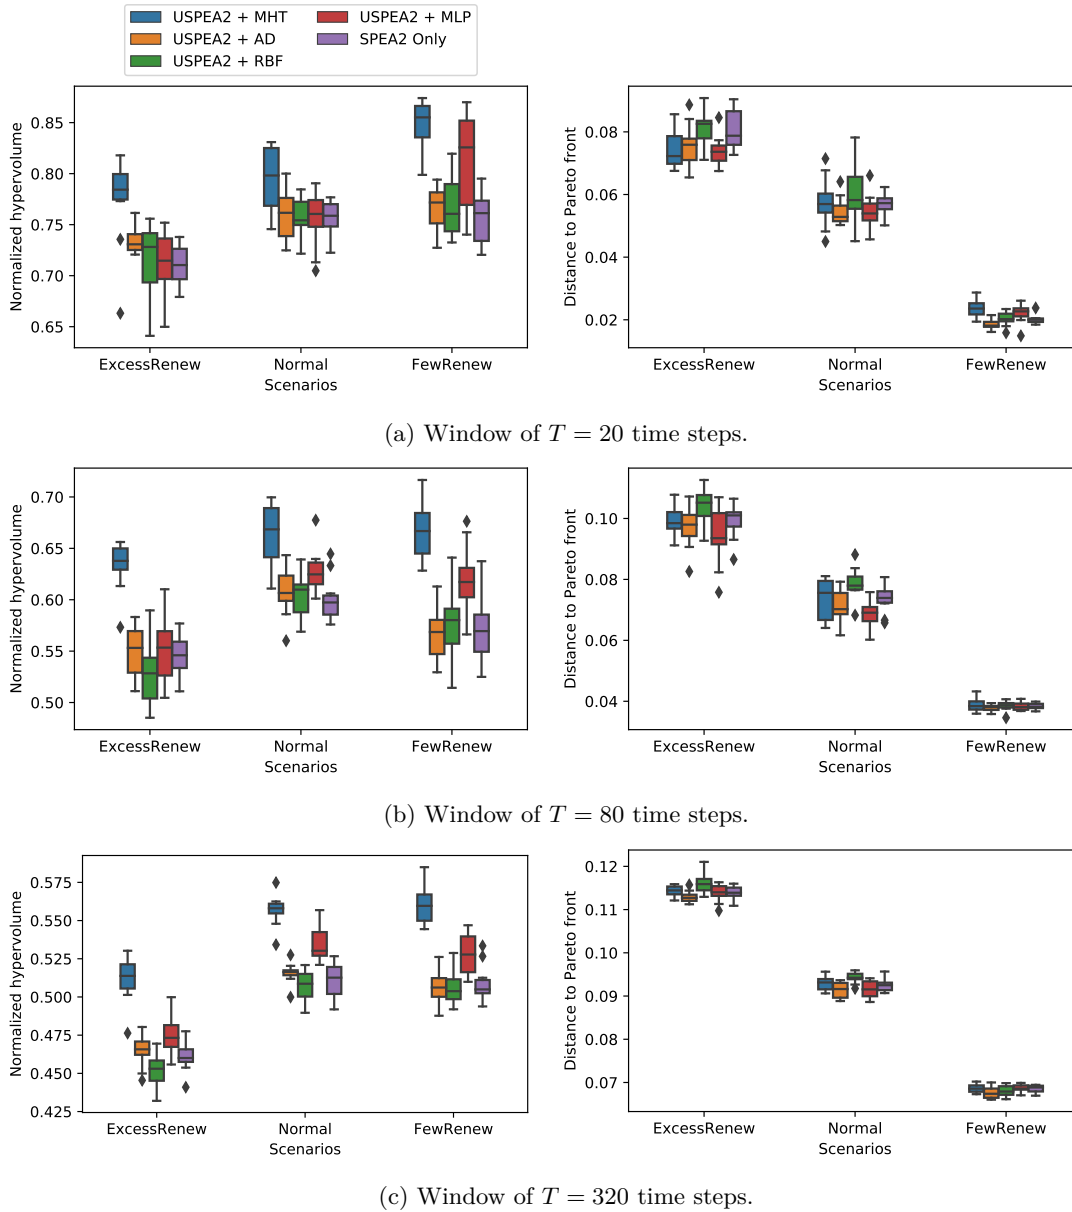 USPEA2 + MHT
USPEA2 + AD
USPEA2 + RBF
USPEA2 + MLP
SPEA2 Only
Normalized hypervolume
0.85
0.80
0.75
0.70
0.65
ExcessRenew Normal FewRenew
Scenarios
Distance to Pareto front
0.08
0.06
0.04
0.02
ExcessRenew Normal FewRenew
Scenarios
(a) Window of T = 20 time steps.
Normalized hypervolume
0.70
0.65
0.60
0.55
0.50
ExcessRenew Normal FewRenew
Scenarios
Distance to Pareto front
0.10
0.08
0.06
0.04
ExcessRenew Normal FewRenew
Scenarios
(b) Window of T = 80 time steps.
Normalized hypervolume
0.575
0.550
0.525
0.500
0.475
0.450
0.425
ExcessRenew Normal FewRenew
Scenarios
Distance to Pareto front
0.12
0.11
0.10
0.09
0.08
0.07
ExcessRenew Normal FewRenew
Scenarios
(c) Window of T = 320 time steps.